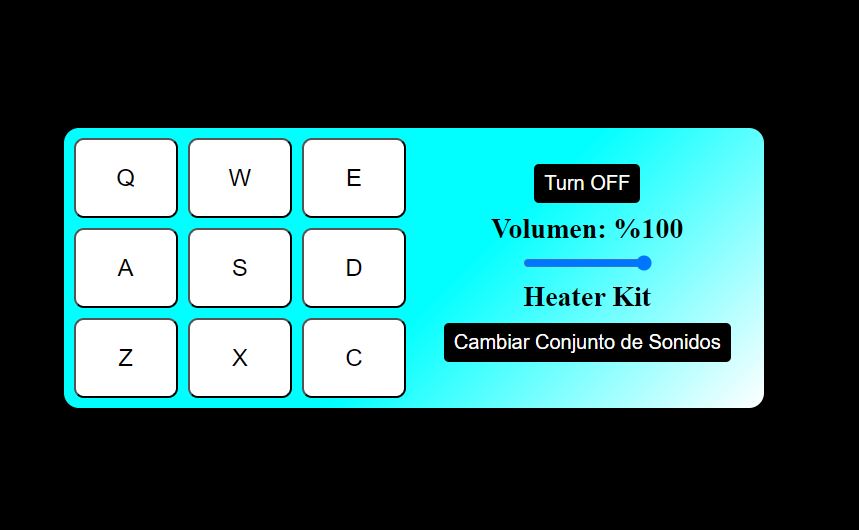 Q W E
A S D
Z X C
Turn OFF
Volumen: %100
Heater Kit
Cambiar Conjunto de Sonidos